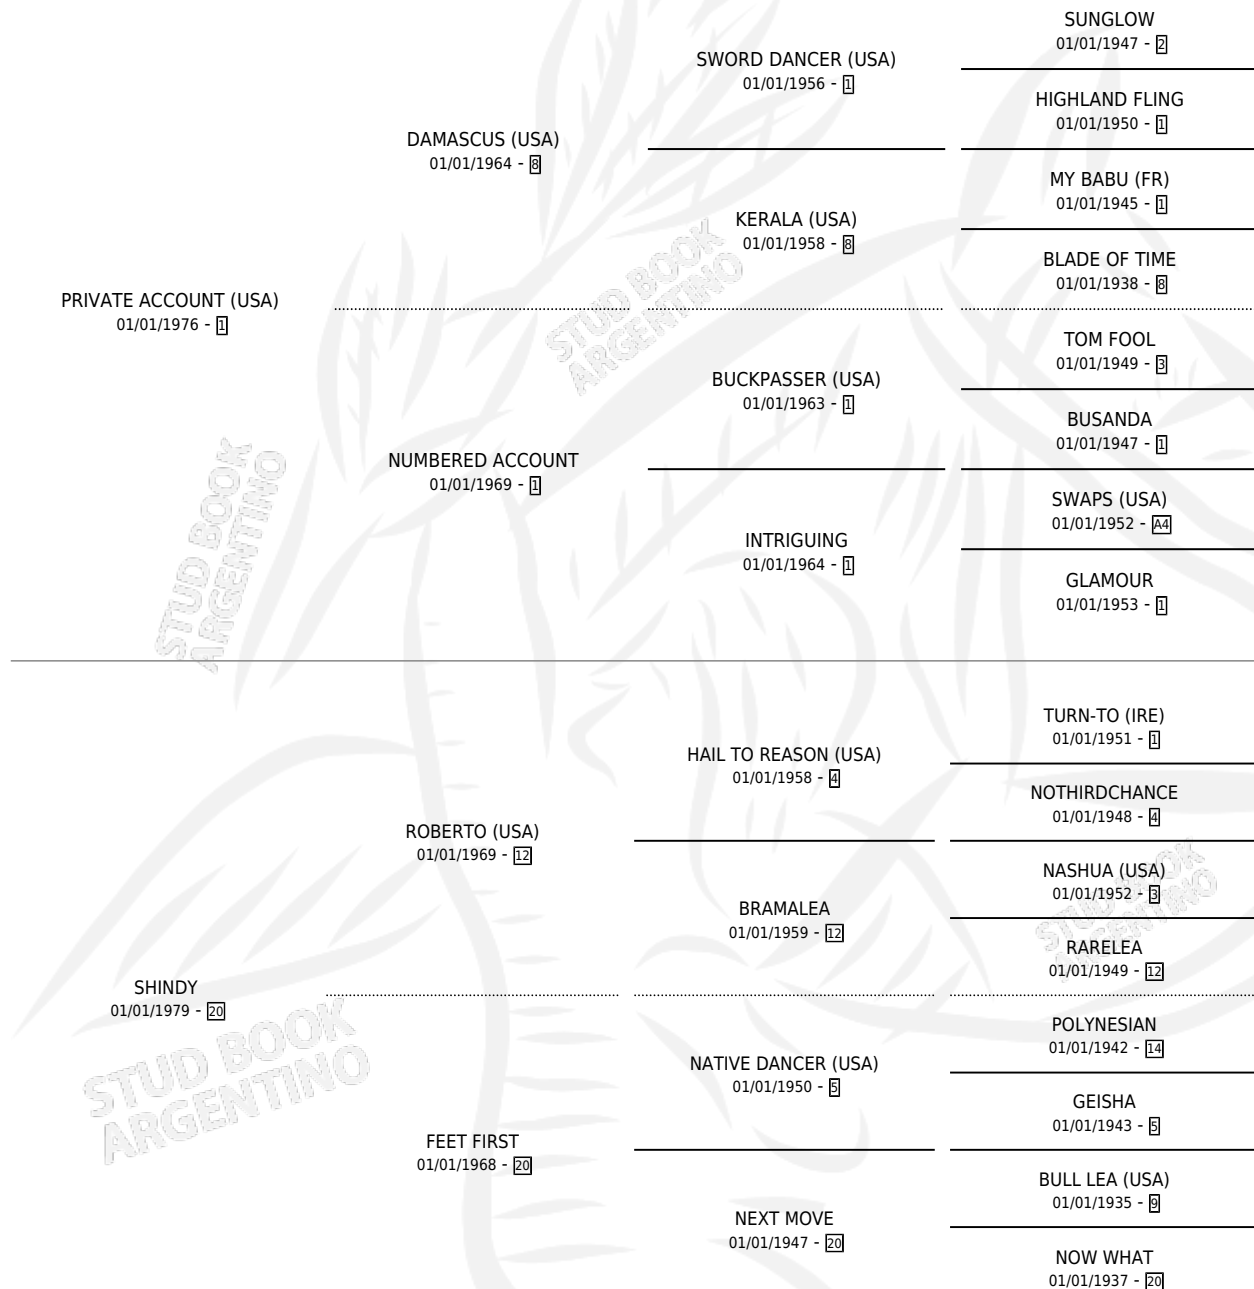 SUNGLOW
01/01/1947 - 2
SWORD DANCER (USA)
01/01/1956 - 1
HIGHLAND FLING
01/01/1950 - 1
DAMASCUS (USA)
01/01/1964 - 8
MY BABU (FR)
01/01/1945 - 1
KERALA (USA)
01/01/1958 - 8
BLADE OF TIME
01/01/1938 - 8
PRIVATE ACCOUNT (USA)
01/01/1976 - 1
TOM FOOL
01/01/1949 - 3
BUCKPASSER (USA)
01/01/1963 - 1
BUSANDA
01/01/1947 - 1
NUMBERED ACCOUNT
01/01/1969 - 1
SWAPS (USA)
01/01/1952 - A4
INTRIGUING
01/01/1964 - 1
GLAMOUR
01/01/1953 - 1
TURN-TO (IRE)
01/01/1951 - 1
HAIL TO REASON (USA)
01/01/1958 - 4
NOTHIRDCHANCE
01/01/1948 - 4
ROBERTO (USA)
01/01/1969 - 12
NASHUA (USA)
01/01/1952 - 3
BRAMALEA
01/01/1959 - 12
RARELEA
01/01/1949 - 12
SHINDY
01/01/1979 - 20
POLYNESIAN
01/01/1942 - 14
NATIVE DANCER (USA)
01/01/1950 - 5
GEISHA
01/01/1943 - 5
FEET FIRST
01/01/1968 - 20
BULL LEA (USA)
01/01/1935 - 9
NEXT MOVE
01/01/1947 - 20
NOW WHAT
01/01/1937 - 20
STUD BOOK
ARGENTINO
STUD BOOK
ARGENTINO
STUD BOOK
ARGENTINO
STUD BOOK
ARGENTINO